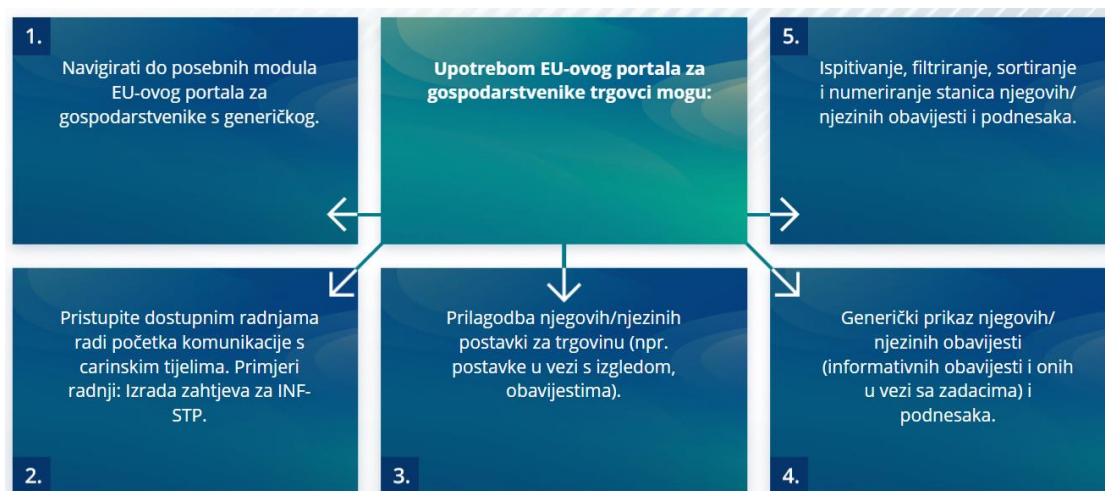 1.
Navigirati do posebnih modula
EU-ovog portala za
gospodarstvenike s generičkog.
Upotrebom EU-ovog portala za
gospodarstvenike trgovci mogu:
5.
Ispitivanje, filtriranje, sortiranje
i numeriranje stanica njegovih/
njezinih obavijesti i podnesaka.
Pristupite dostupnim radnjama
radi početka komunikacije s
carinskim tijelima. Primjeri
radnji: Izrada zahtjeva za INF-
STP.
2.
Prilagodba njegovih/njezinih
postavki za trgovinu (npr.
postavke u vezi s izgledom,
obavijestima).
3.
Generički prikaz njegovih/
njezinih obavijesti
(informativnih obavijesti i onih
u vezi sa zadacima) i
podnesaka.
4.